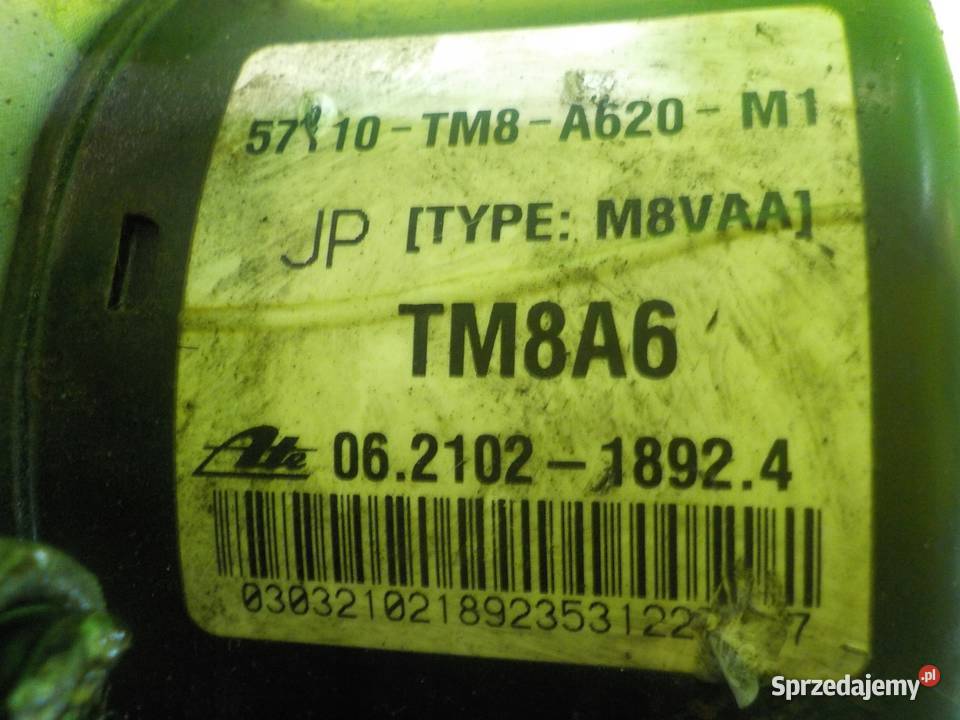 57110-TM8-A620-M1
JP [TYPE: M8VAA]
TM8A6
Ate 06.2102-1892.4
Sprzedajemy.pl